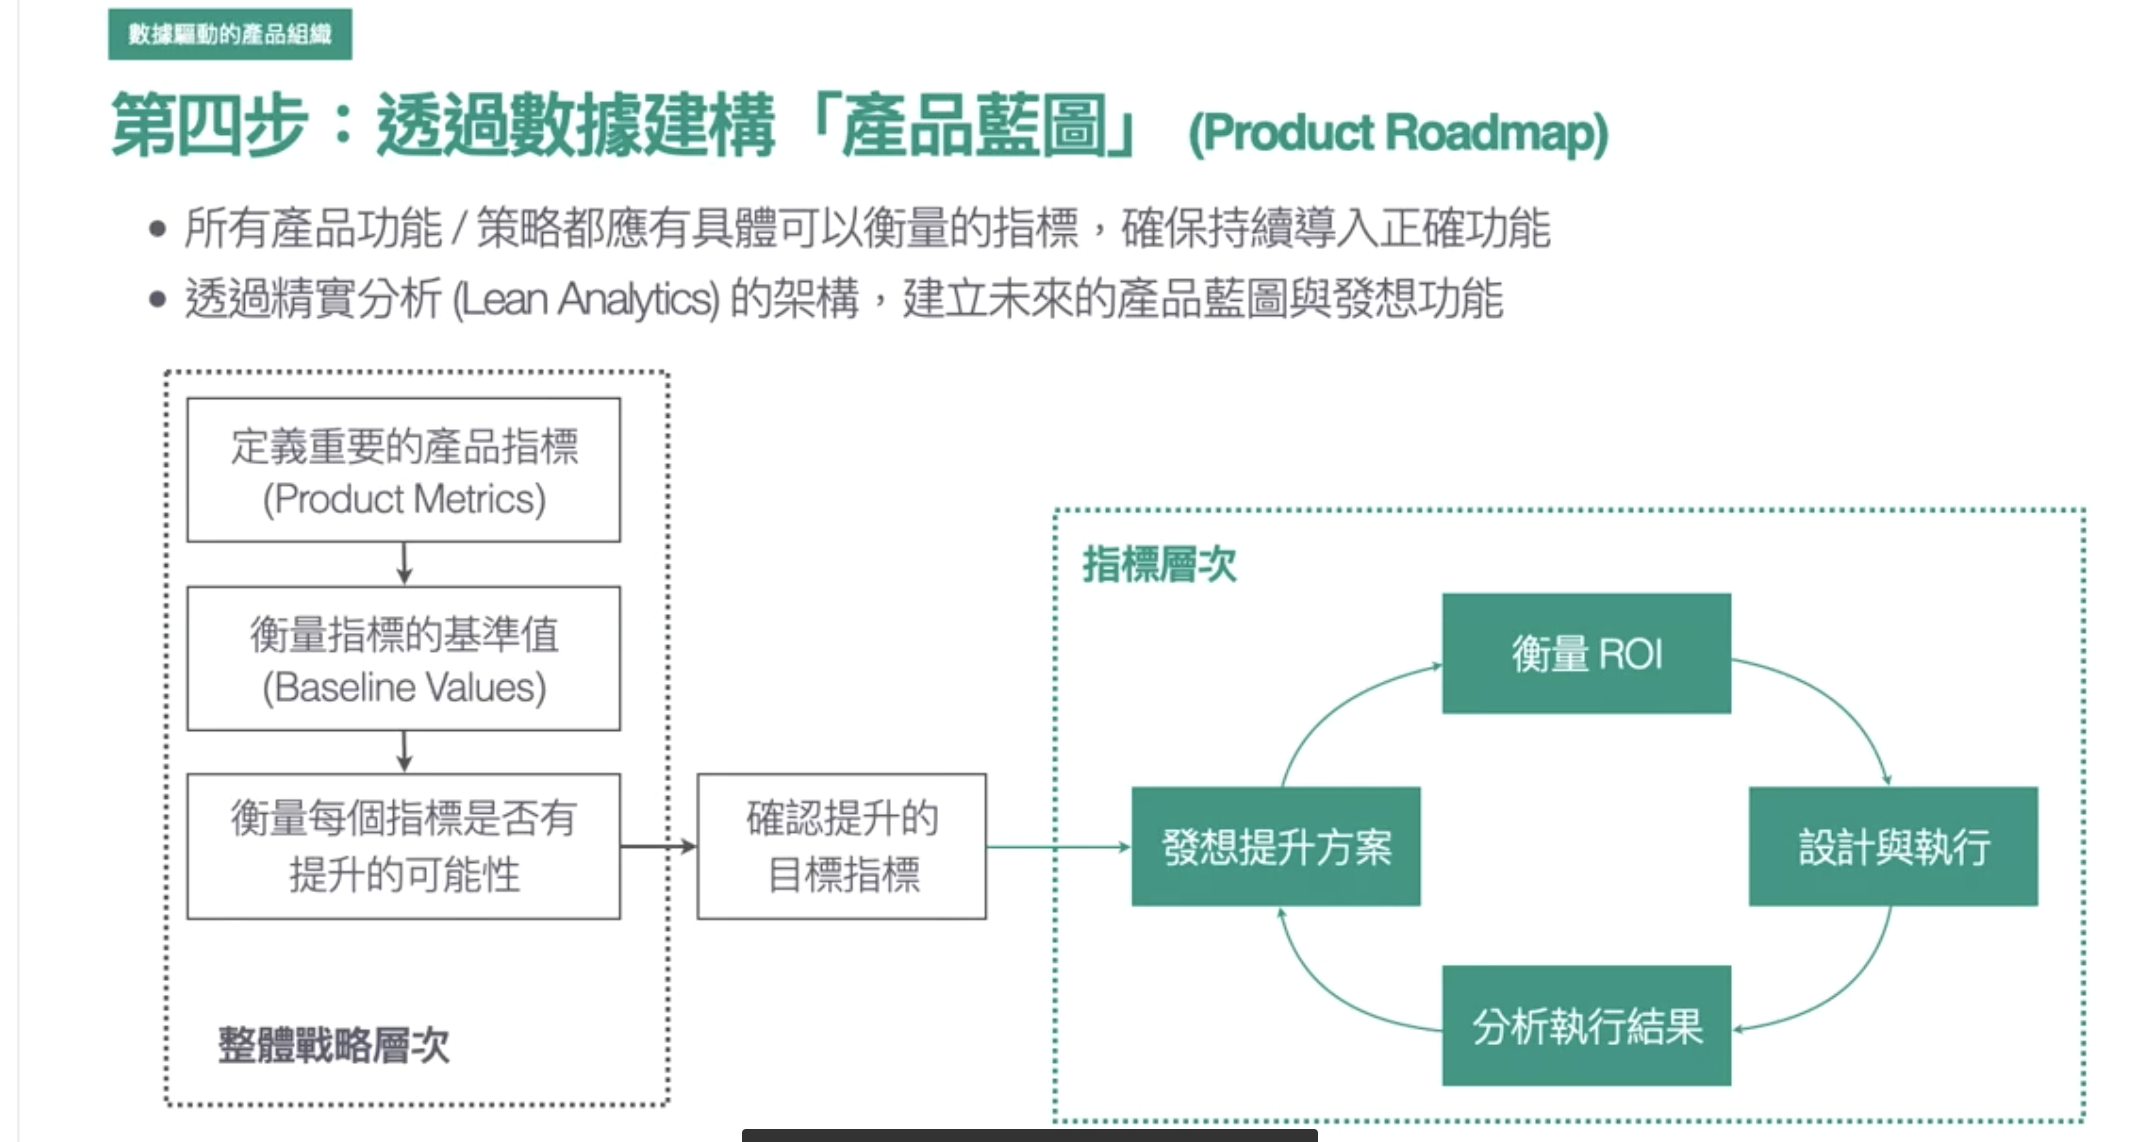 數據驅動的產品組織
第四步：透過數據建構「產品藍圖」 (Product Roadmap)
• 所有產品功能 / 策略都應有具體可以衡量的指標，確保持續導入正確功能
• 透過精實分析 (Lean Analytics) 的架構，建立未來的產品藍圖與發想功能
定義重要的產品指標
(Product Metrics)
衡量指標的基準值
(Baseline Values)
衡量每個指標是否有
提升的可能性
整體戰略層次
確認提升的
目標指標
指標層次
衡量 ROI
發想提升方案
設計與執行
分析執行結果